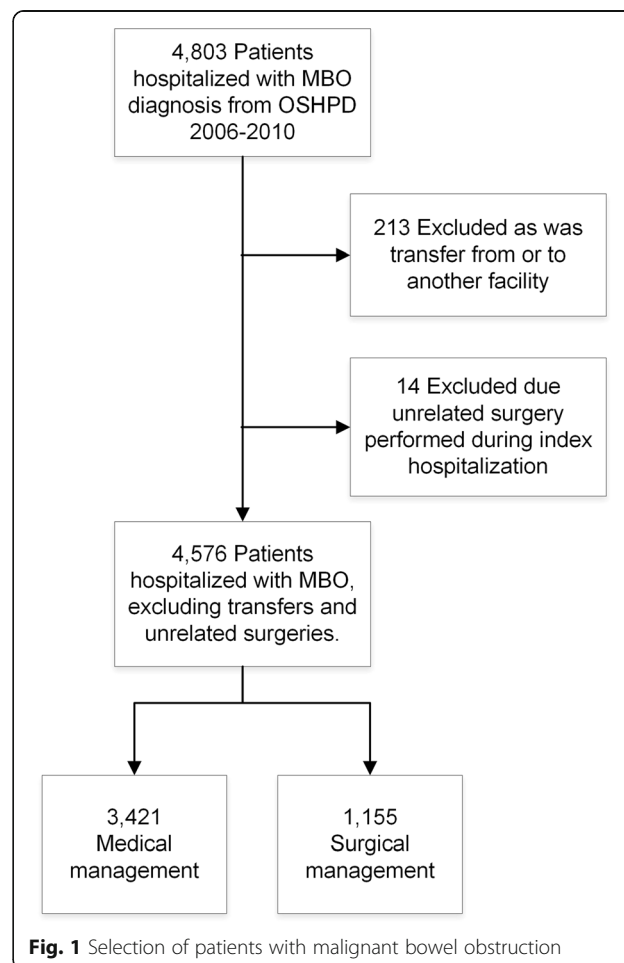 4,803 Patients
hospitalized with MBO
diagnosis from OSHPD
2006-2010
213 Excluded as was
transfer from or to
another facility
14 Excluded due
unrelated surgery
performed during index
hospitalization
4,576 Patients
hospitalized with MBO,
excluding transfers and
unrelated surgeries.
3,421
Medical
management
1,155
Surgical
management
Fig. 1 Selection of patients with malignant bowel obstruction